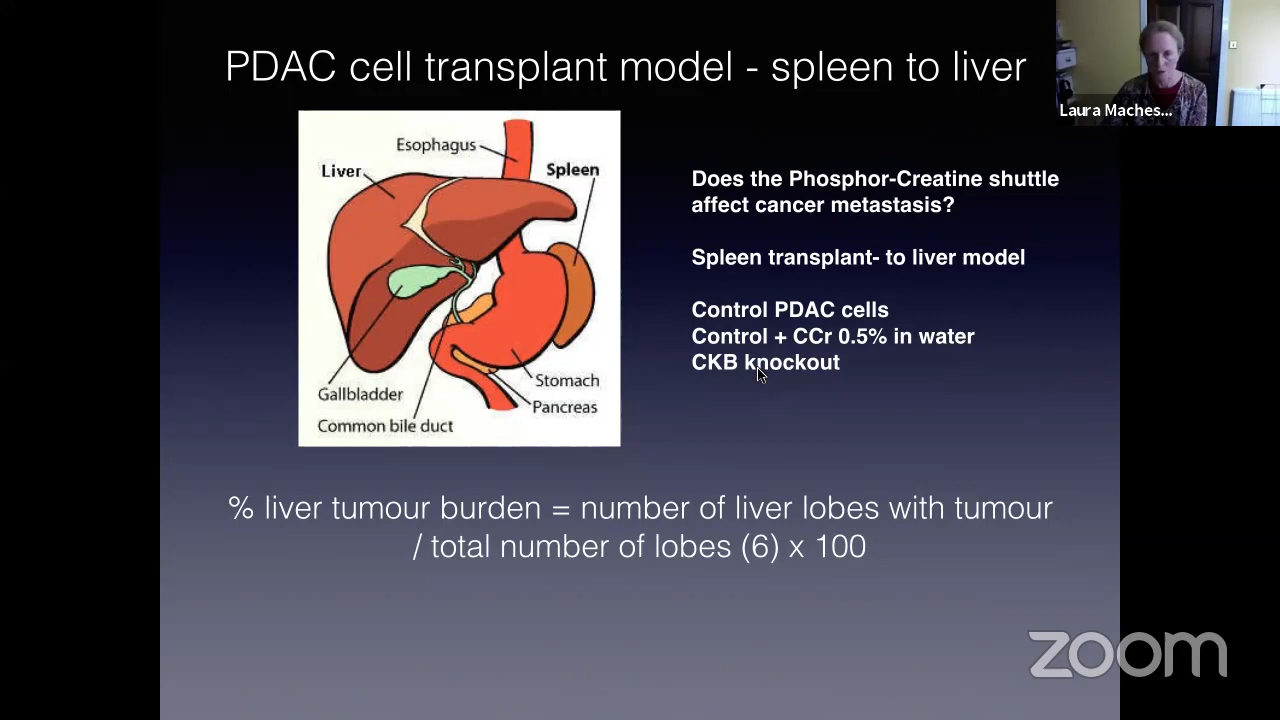 PDAC cell transplant model - spleen to liver
Laura Maches...
Esophagus
Liver
Spleen
Gallbladder
Common bile duct
Stomach
Pancreas
Does the Phosphor-Creatine shuttle
affect cancer metastasis?
Spleen transplant- to liver model
Control PDAC cells
Control + CCr 0.5% in water
CKB knockout
% liver tumour burden = number of liver lobes with tumour
/ total number of lobes (6) x 100
zoom